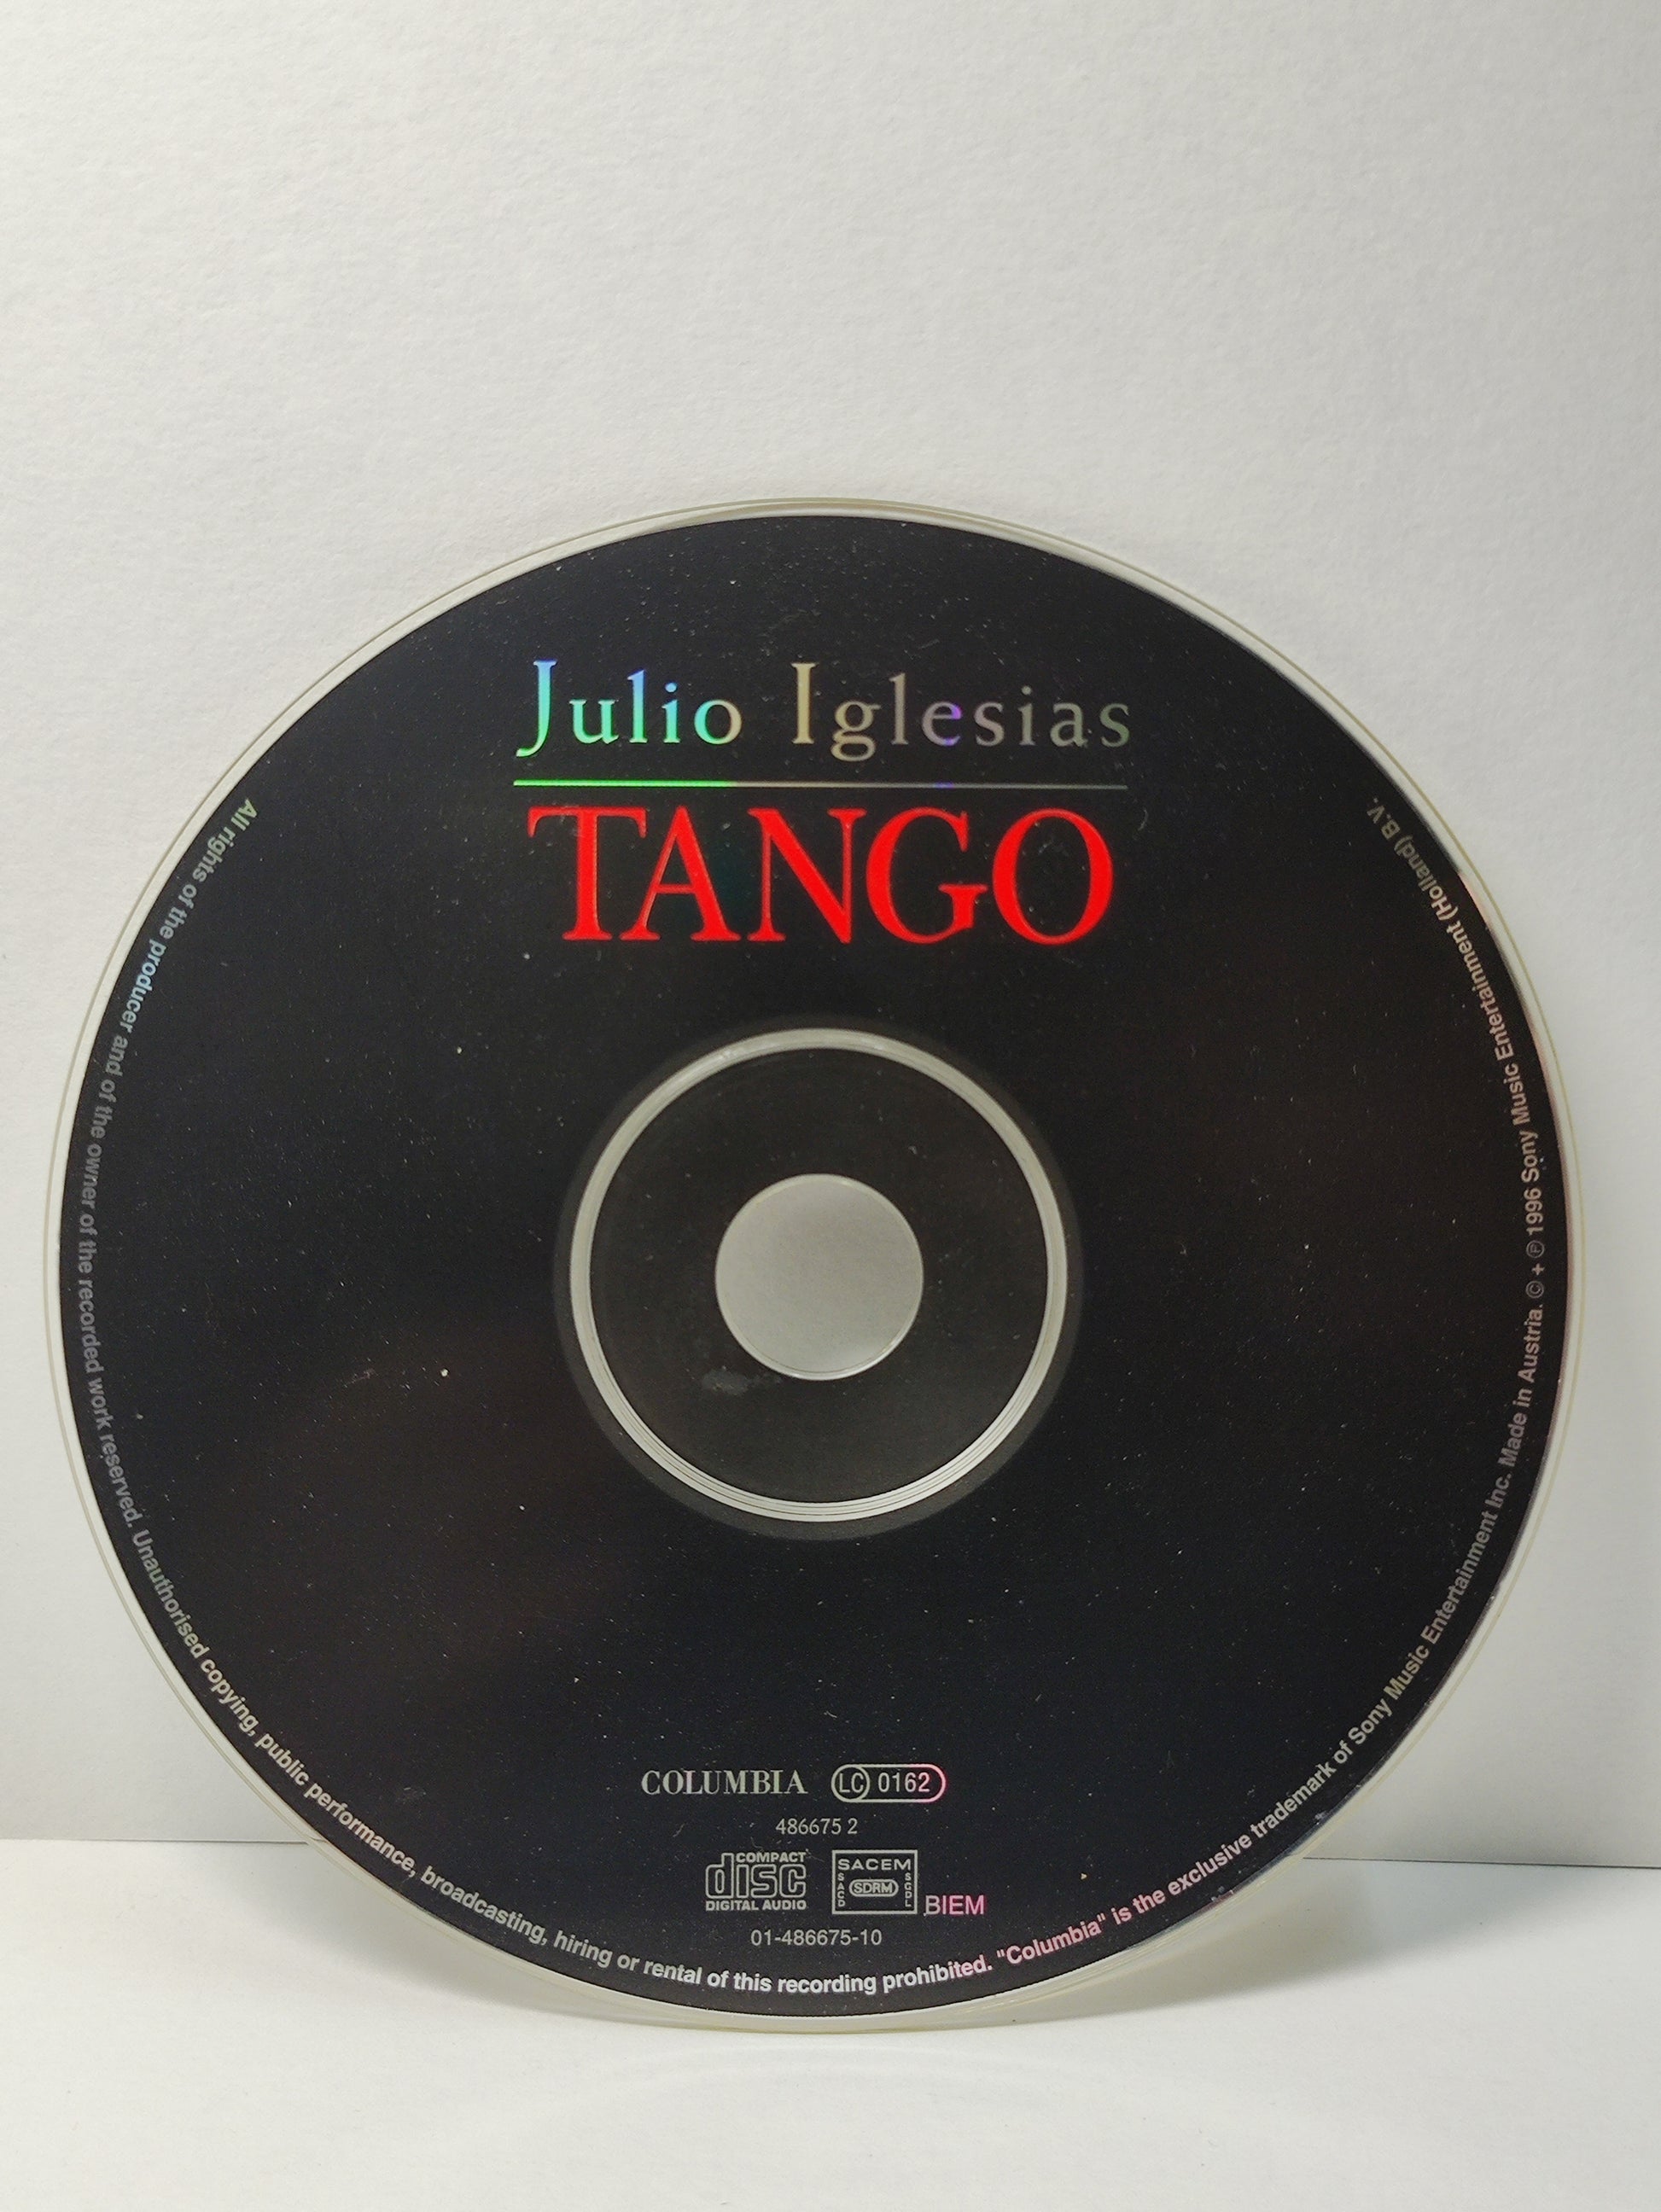 Julio Iglesias
TANGO
COLUMBIA LC 0162
486675 2
COMPACT disc DIGITAL AUDIO
SACEM SACD SDRM SGDL BIEM
01-486675-10
All rights of the producer and of the owner of the recorded work reserved. Unauthorised copying, public performance, broadcasting, hiring or rental of this recording prohibited. "Columbia" is the exclusive trademark of Sony Music Entertainment Inc. Made in Austria. © + ℗ 1996 Sony Music Entertainment (Holland) B.V.